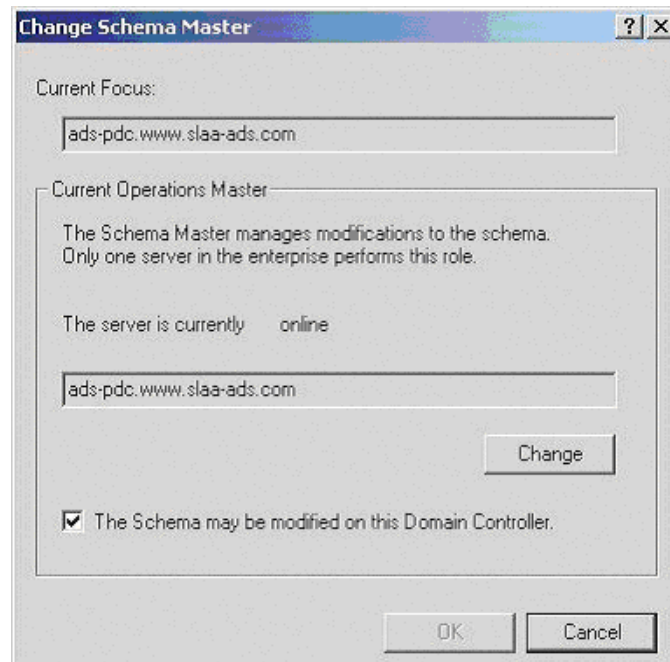 Change Schema Master
Current Focus:
ads-pdc.www.slaa-ads.com
Current Operations Master
The Schema Master manages modifications to the schema.
Only one server in the enterprise performs this role.
The server is currently online
ads-pdc.www.slaa-ads.com
Change
The Schema may be modified on this Domain Controller.
OK Cancel